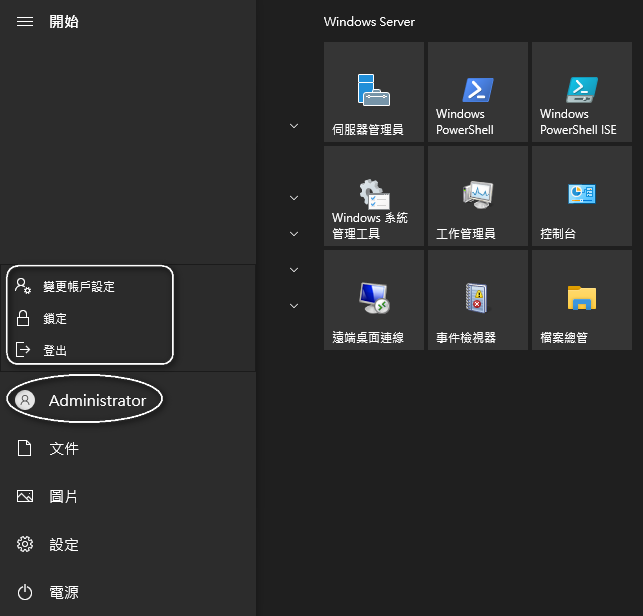 開始
變更帳戶設定
鎖定
登出
Administrator
文件
圖片
設定
電源
Windows Server
伺服器管理員
Windows
PowerShell
Windows
PowerShell ISE
Windows 系統
管理工具
工作管理員
控制台
遠端桌面連線
事件檢視器
檔案總管